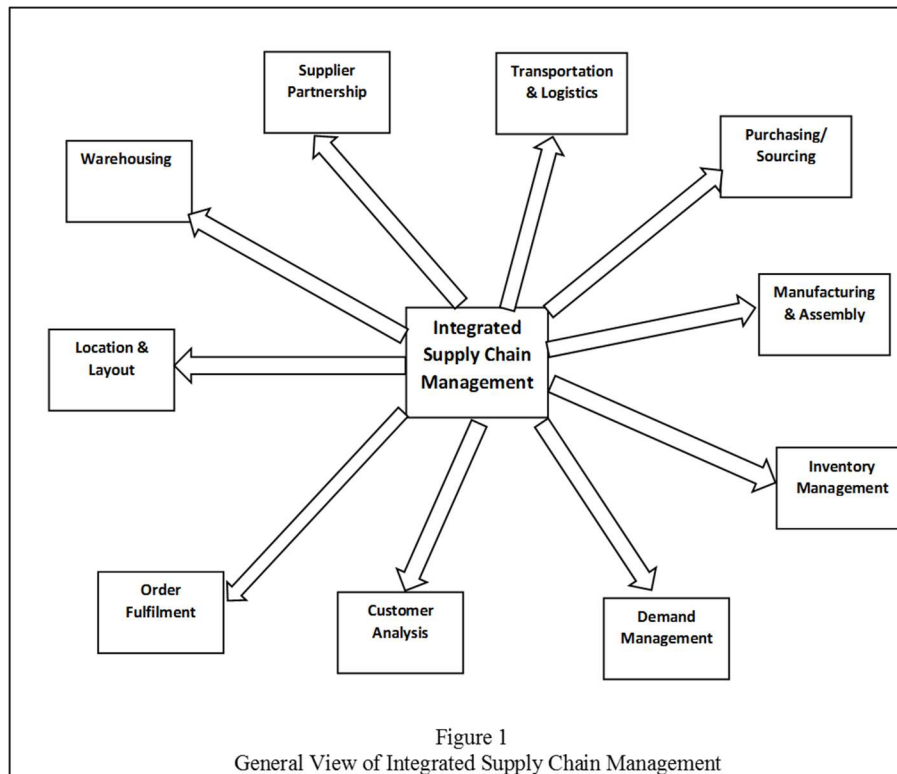 Supplier
Partnership
Transportation
& Logistics
Purchasing/
Sourcing
Warehousing
Manufacturing
& Assembly
Integrated
Supply Chain
Management
Location &
Layout
Inventory
Management
Order
Fulfilment
Customer
Analysis
Demand
Management
Figure 1
General View of Integrated Supply Chain Management